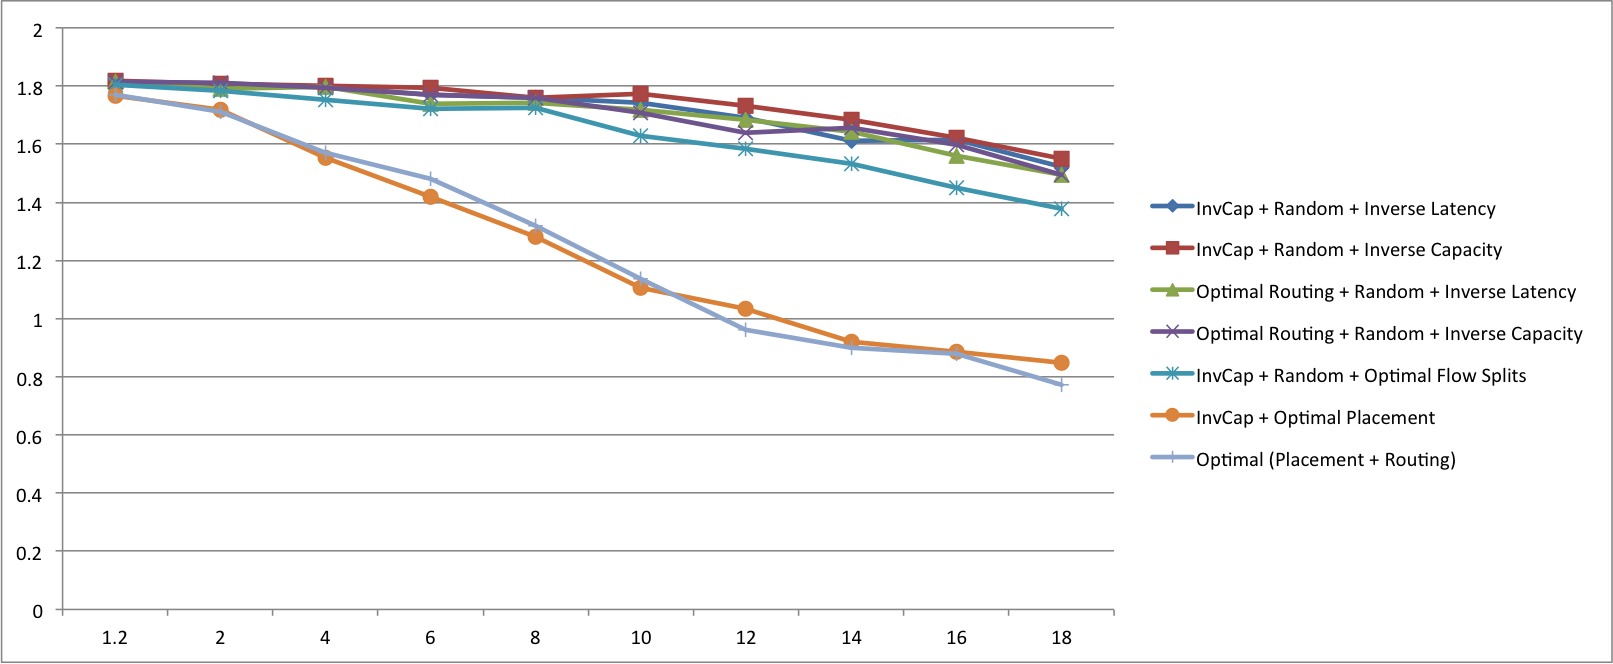 2
1.8
1.6
1.4
1.2
1
0.8
0.6
0.4
0.2
0
1.2 2 4 6 8 10 12 14 16 18
InvCap + Random + Inverse Latency
InvCap + Random + Inverse Capacity
Optimal Routing + Random + Inverse Latency
Optimal Routing + Random + Inverse Capacity
InvCap + Random + Optimal Flow Splits
InvCap + Optimal Placement
Optimal (Placement + Routing)